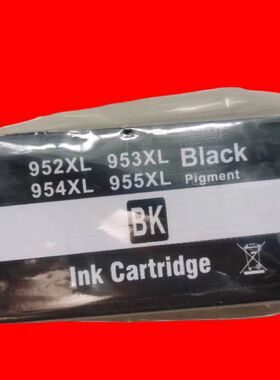 952XL 953XL Black
954XL 955XL Pigment
BK
Ink Cartridge